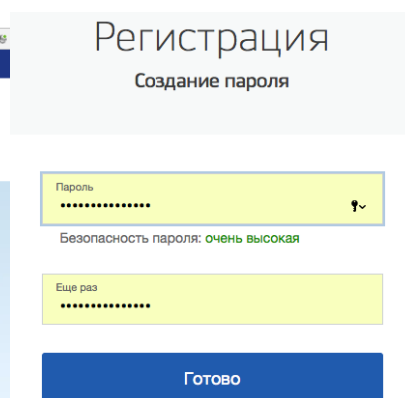 Регистрация
Создание пароля
Пароль
•••••••••••••••
Безопасность пароля: очень высокая
Еще раз
•••••••••••••••
Готово